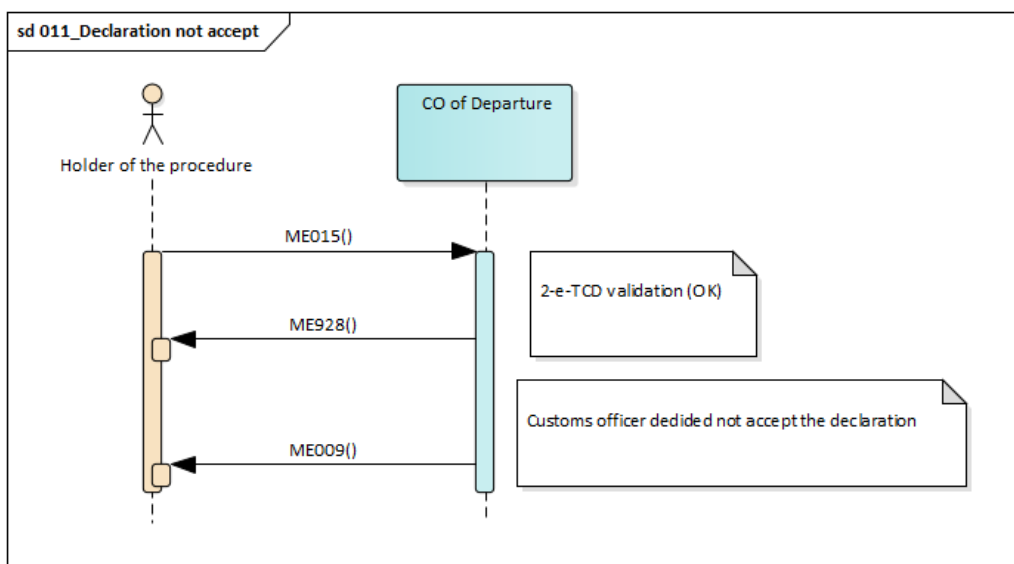 sd 011_Declaration not accept
CO of Departure
Holder of the procedure
ME015()
2-e-TCD validation (OK)
ME928()
Customs officer dedided not accept the declaration
ME009()